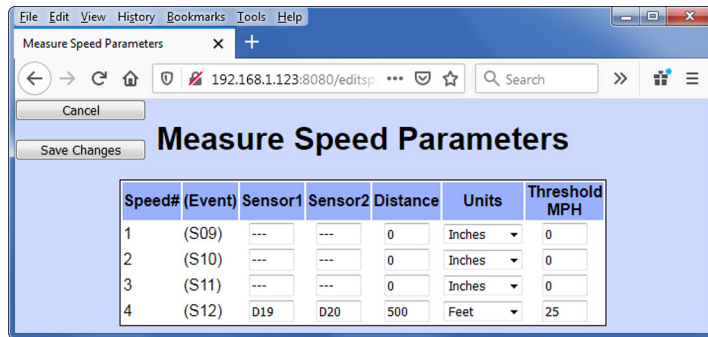 File Edit View History Bookmarks Tools Help
Measure Speed Parameters
192.168.1.123:8080/editsp
Search
Cancel
Save Changes
Measure Speed Parameters
Speed# (Event) Sensor1 Sensor2 Distance Units Threshold MPH
1 (S09) --- --- 0 Inches 0
2 (S10) --- --- 0 Inches 0
3 (S11) --- --- 0 Inches 0
4 (S12) D19 D20 500 Feet 25